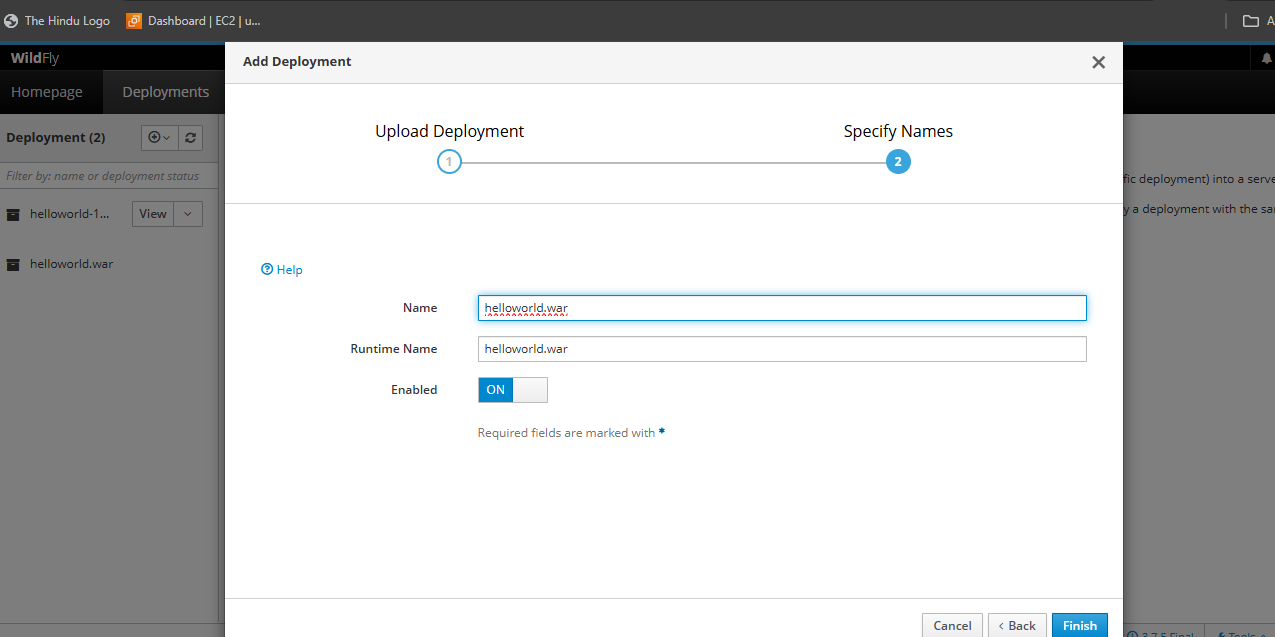 The Hindu Logo
Dashboard | EC2 | u...
WildFly
Add Deployment
Homepage
Deployments
Upload Deployment
Specify Names
1
2
Deployment (2)
Filter by: name or deployment status
helloworld-1...
View
helloworld.war
fic deployment) into a serve
y a deployment with the sa
Help
Name
helloworld.war
Runtime Name
helloworld.war
Enabled
ON
Required fields are marked with *
Cancel
< Back
Finish